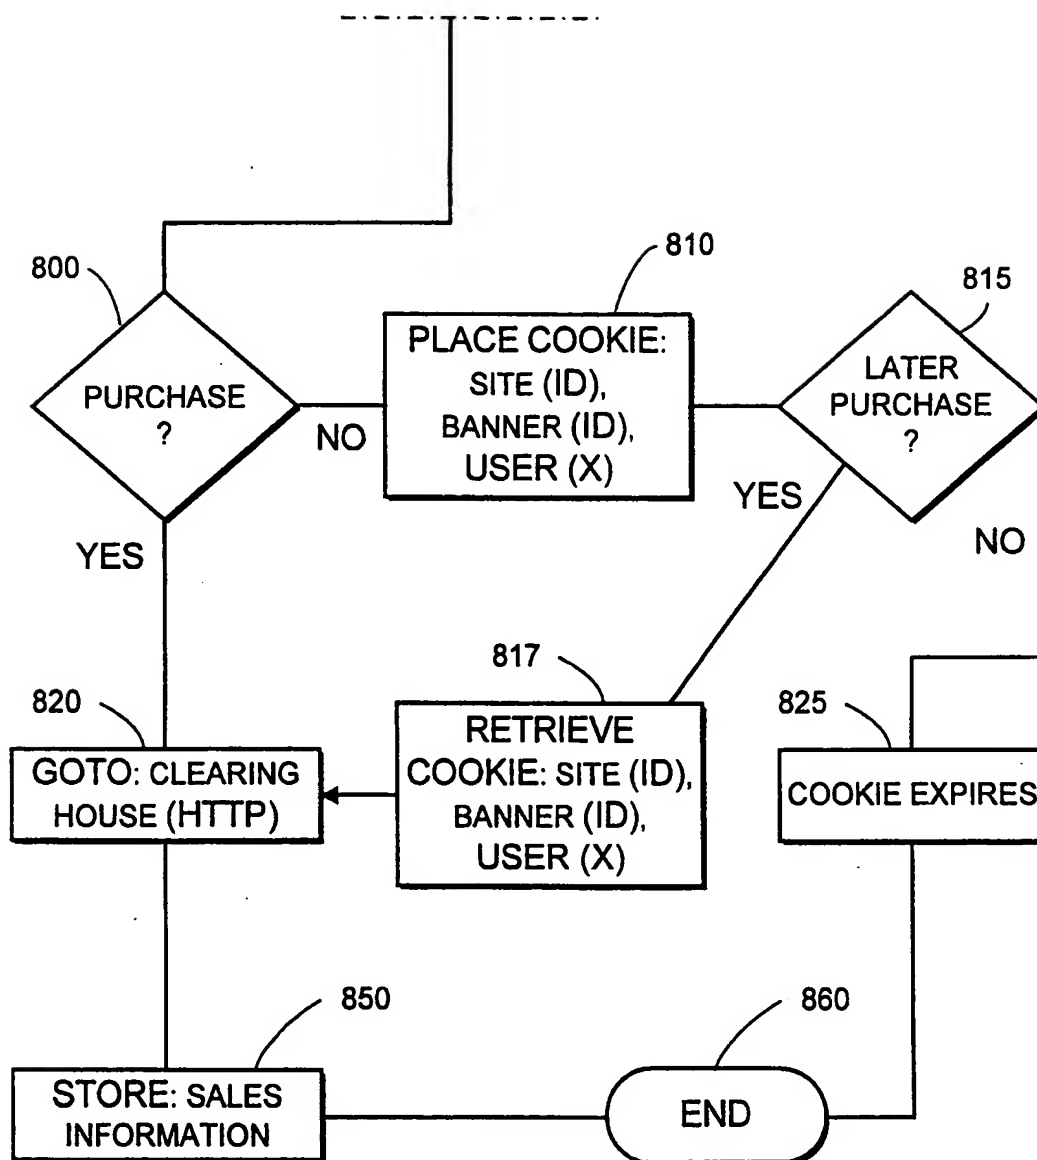 800
PURCHASE
?
NO
YES
810
PLACE COOKIE:
SITE (ID),
BANNER (ID),
USER (X)
815
LATER
PURCHASE
?
YES
NO
817
RETRIEVE
COOKIE: SITE (ID),
BANNER (ID),
USER (X)
820
GOTO: CLEARING
HOUSE (HTTP)
825
COOKIE EXPIRES
850
STORE: SALES
INFORMATION
860
END